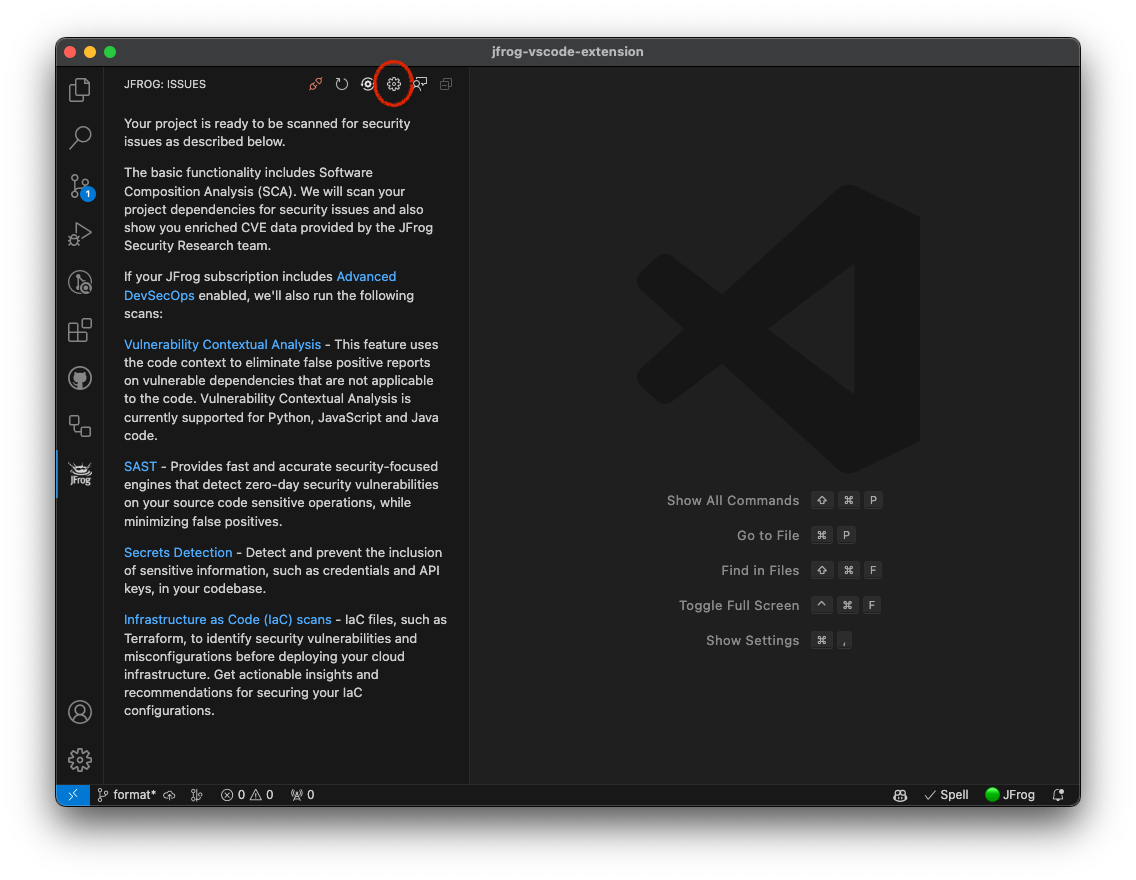 jfrog-vscode-extension
JFROG: ISSUES
Your project is ready to be scanned for security
issues as described below.
The basic functionality includes Software
Composition Analysis (SCA). We will scan your
project dependencies for security issues and also
show you enriched CVE data provided by the JFrog
Security Research team.
If your JFrog subscription includes Advanced
DevSecOps enabled, we'll also run the following
scans:
Vulnerability Contextual Analysis - This feature uses
the code context to eliminate false positive reports
on vulnerable dependencies that are not applicable
to the code. Vulnerability Contextual Analysis is
currently supported for Python, JavaScript and Java
code.
SAST - Provides fast and accurate security-focused
engines that detect zero-day security vulnerabilities
on your source code sensitive operations, while
minimizing false positives.
Secrets Detection - Detect and prevent the inclusion
of sensitive information, such as credentials and API
keys, in your codebase.
Infrastructure as Code (IaC) scans - IaC files, such as
Terraform, to identify security vulnerabilities and
misconfigurations before deploying your cloud
infrastructure. Get actionable insights and
recommendations for securing your IaC
configurations.
1
JFrog
Show All Commands ⇧ ⌘ P
Go to File ⌘ P
Find in Files ⇧ ⌘ F
Toggle Full Screen ^ ⌘ F
Show Settings ⌘ ,
format* 0 0 0 Spell JFrog